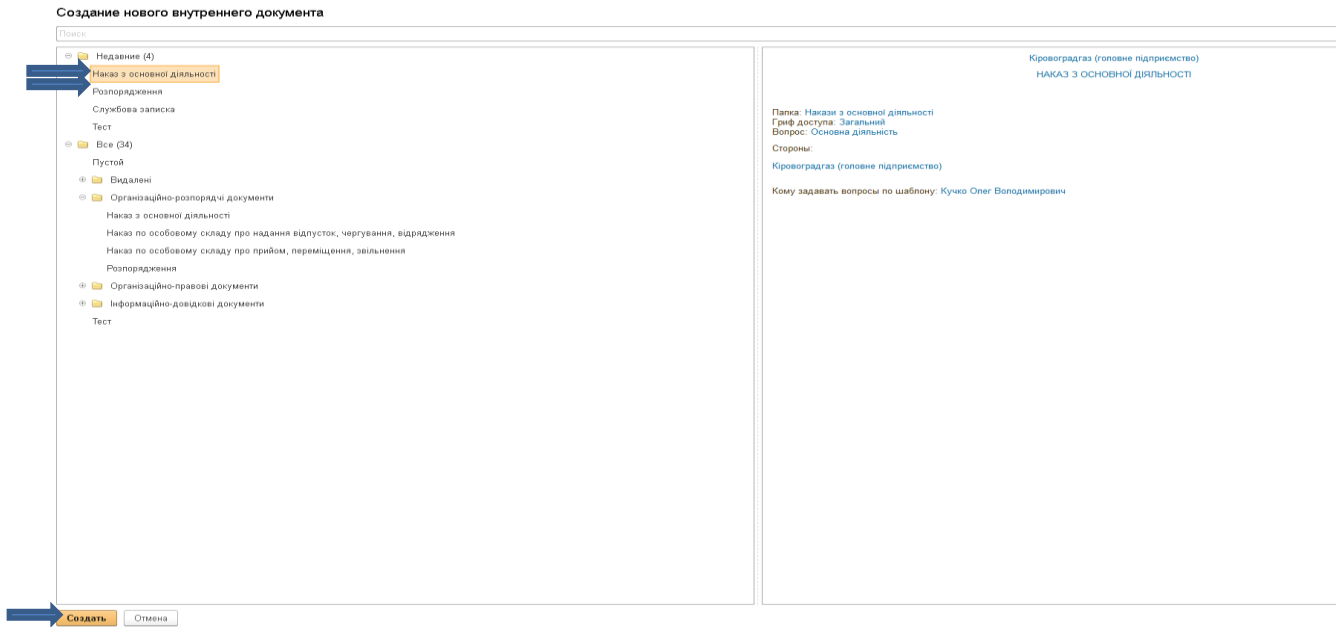 Создание нового внутреннего документа
Поиск
Недавние (4)
Наказ з основної діяльності
Розпорядження
Службова записка
Тест
Все (34)
Пустой
Видалені
Організаційно-розпорядчі документи
Наказ з основної діяльності
Наказ по особовому складу про надання відпусток, чергування, відрядження
Наказ по особовому складу про прийом, переміщення, звільнення
Розпорядження
Організаційно-правові документи
Інформаційно-довідкові документи
Тест
Кіровоградгаз (головне підприємство)
НАКАЗ З ОСНОВНОЇ ДІЯЛЬНОСТІ
Папка: Накази з основної діяльності
Гриф доступа: Загальний
Вопрос: Основна діяльність
Стороны:
Кіровоградгаз (головне підприємство)
Кому задавать вопросы по шаблону: Кучко Олег Володимирович
Создать Отмена